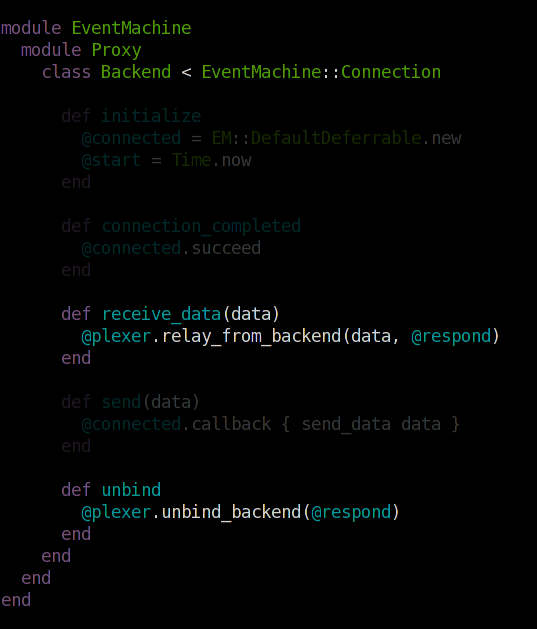 module EventMachine
  module Proxy
    class Backend < EventMachine::Connection

      def initialize
        @connected = EM::DefaultDeferrable.new
        @start = Time.now
      end

      def connection_completed
        @connected.succeed
      end

      def receive_data(data)
        @plexer.relay_from_backend(data, @respond)
      end

      def send(data)
        @connected.callback { send_data data }
      end

      def unbind
        @plexer.unbind_backend(@respond)
      end
    end
  end
end